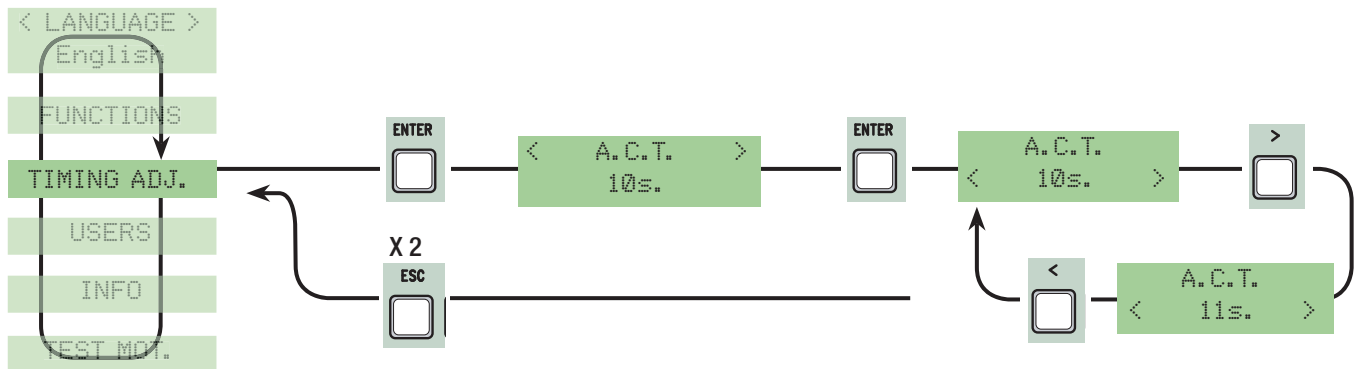 < LANGUAGE >
English
FUNCTIONS
TIMING ADJ.
USERS
INFO
TEST MOT.
ENTER
< A.C.T. >
10s.
ENTER
A.C.T.
< 10s. >
>
X 2
ESC
<
A.C.T.
< 11s. >